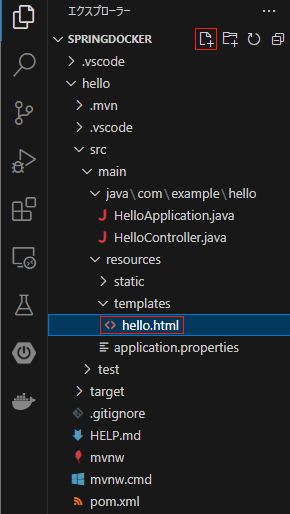 エクスプローラー
SPRINGDOCKER
.vscode
hello
.mvn
.vscode
src
main
java\com\example\hello
HelloApplication.java
HelloController.java
resources
static
templates
hello.html
application.properties
test
target
.gitignore
HELP.md
mvnw
mvnw.cmd
pom.xml